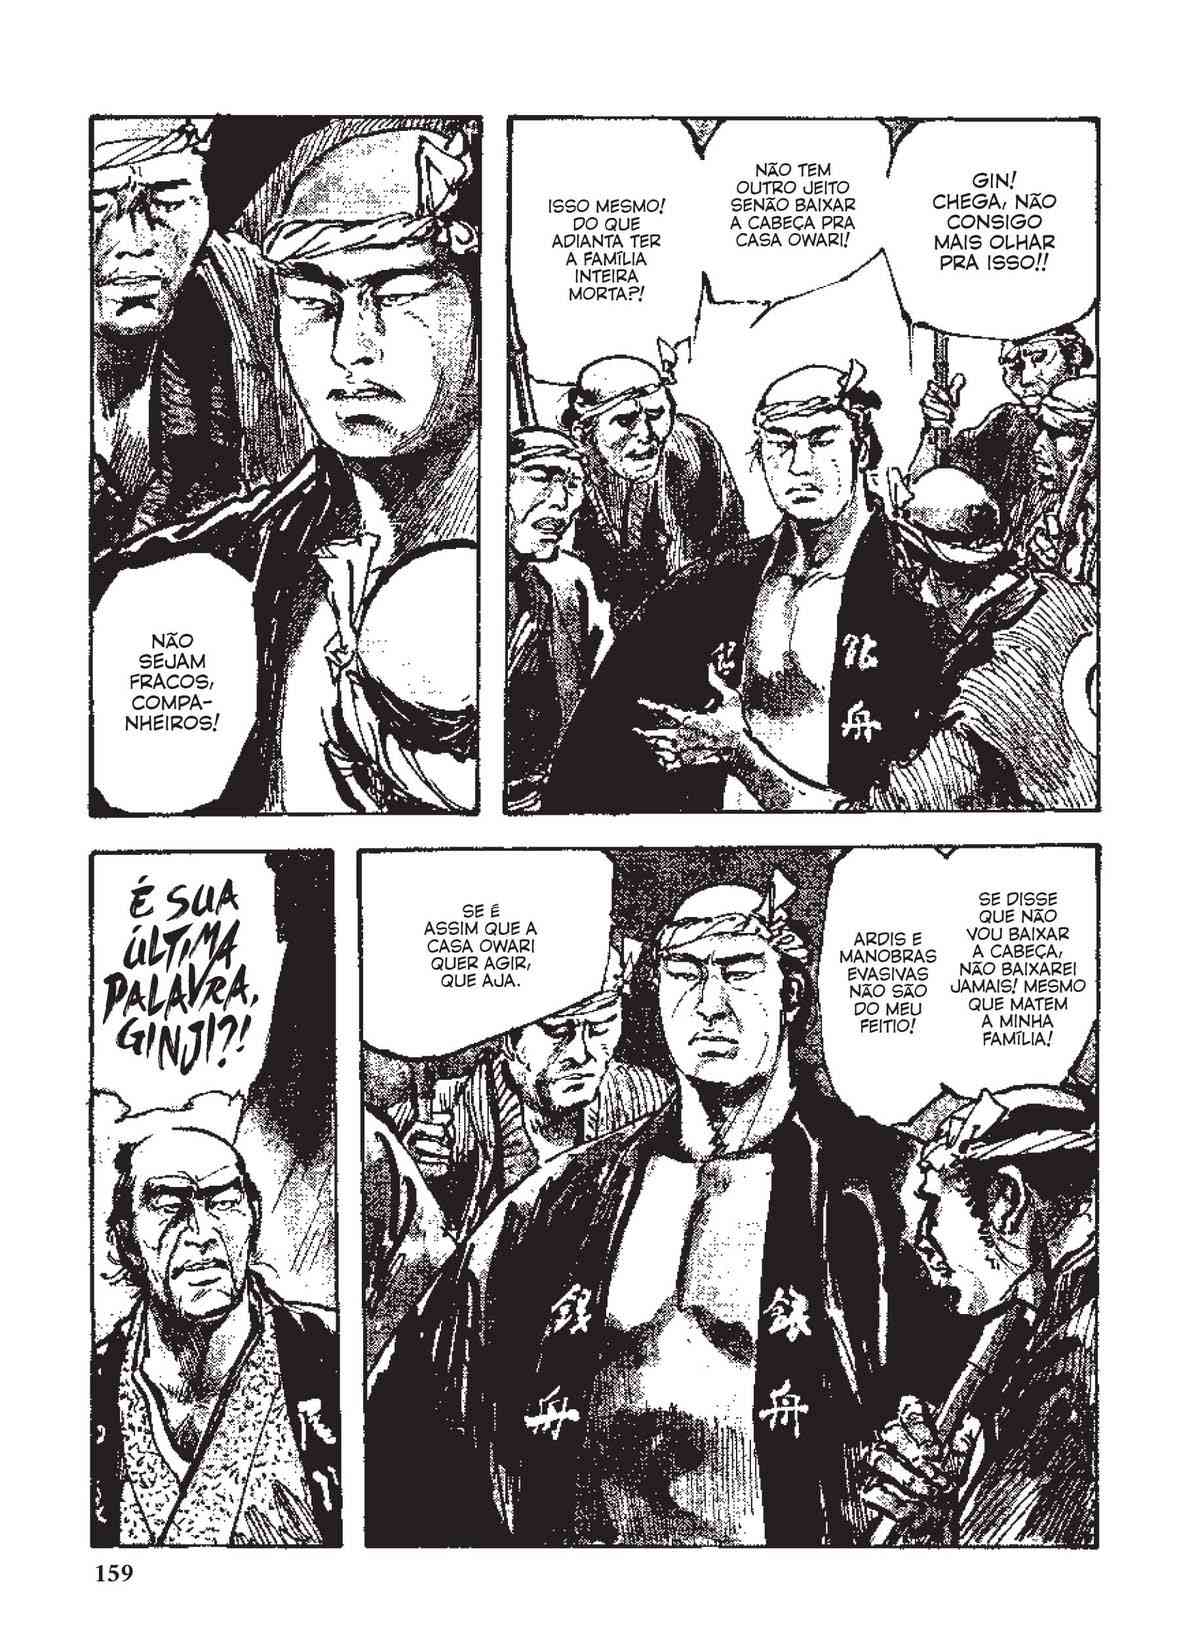 GIN!
CHEGA, NÃO
CONSIGO
MAIS OLHAR
PRA ISSO!!
NÃO TEM
OUTRO JEITO
SENÃO BAIXAR
A CABEÇA PRA
CASA OWARI!
ISSO MESMO!
DO QUE
ADIANTA TER
A FAMÍLIA
INTEIRA
MORTA?!
NÃO
SEJAM
FRACOS,
COMPA-
NHEIROS!
SE DISSE
QUE NÃO
VOU BAIXAR
A CABEÇA,
NÃO BAIXAREI
JAMAIS! MESMO
QUE MATEM
A MINHA
FAMÍLIA!
ARDIS E
MANOBRAS
EVASIVAS
NÃO SÃO
DO MEU
FEITIO!
SE É
ASSIM QUE A
CASA OWARI
QUER AGIR,
QUE AJA.
É SUA
ÚLTIMA
PALAVRA,
GINJI?!
159